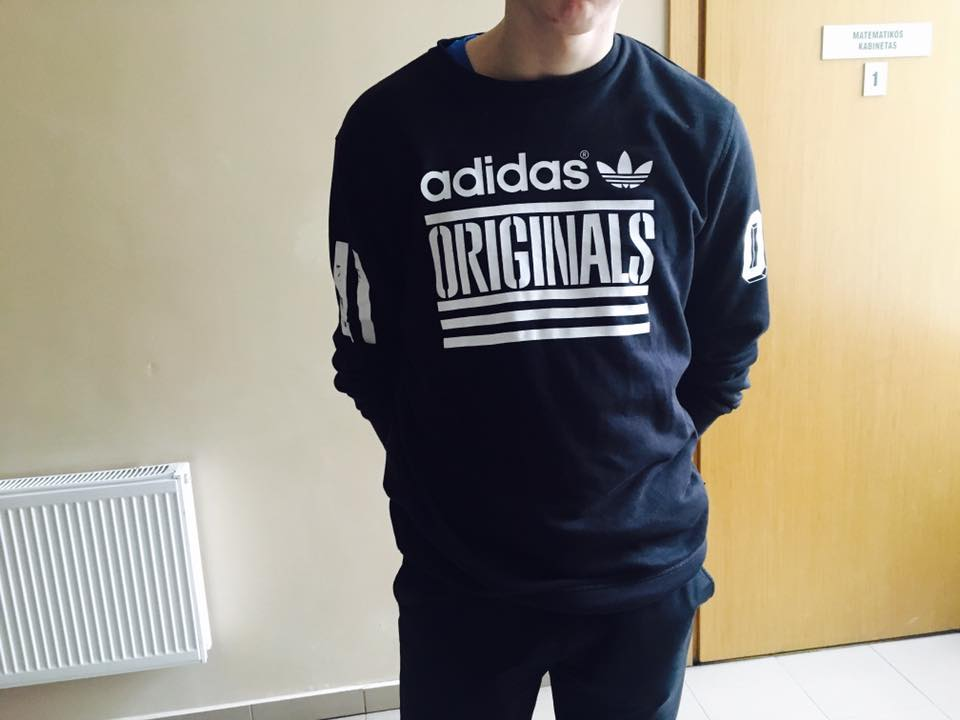 MATEMATIKOS
KABINETAS
1
adidas®
ORIGINALS